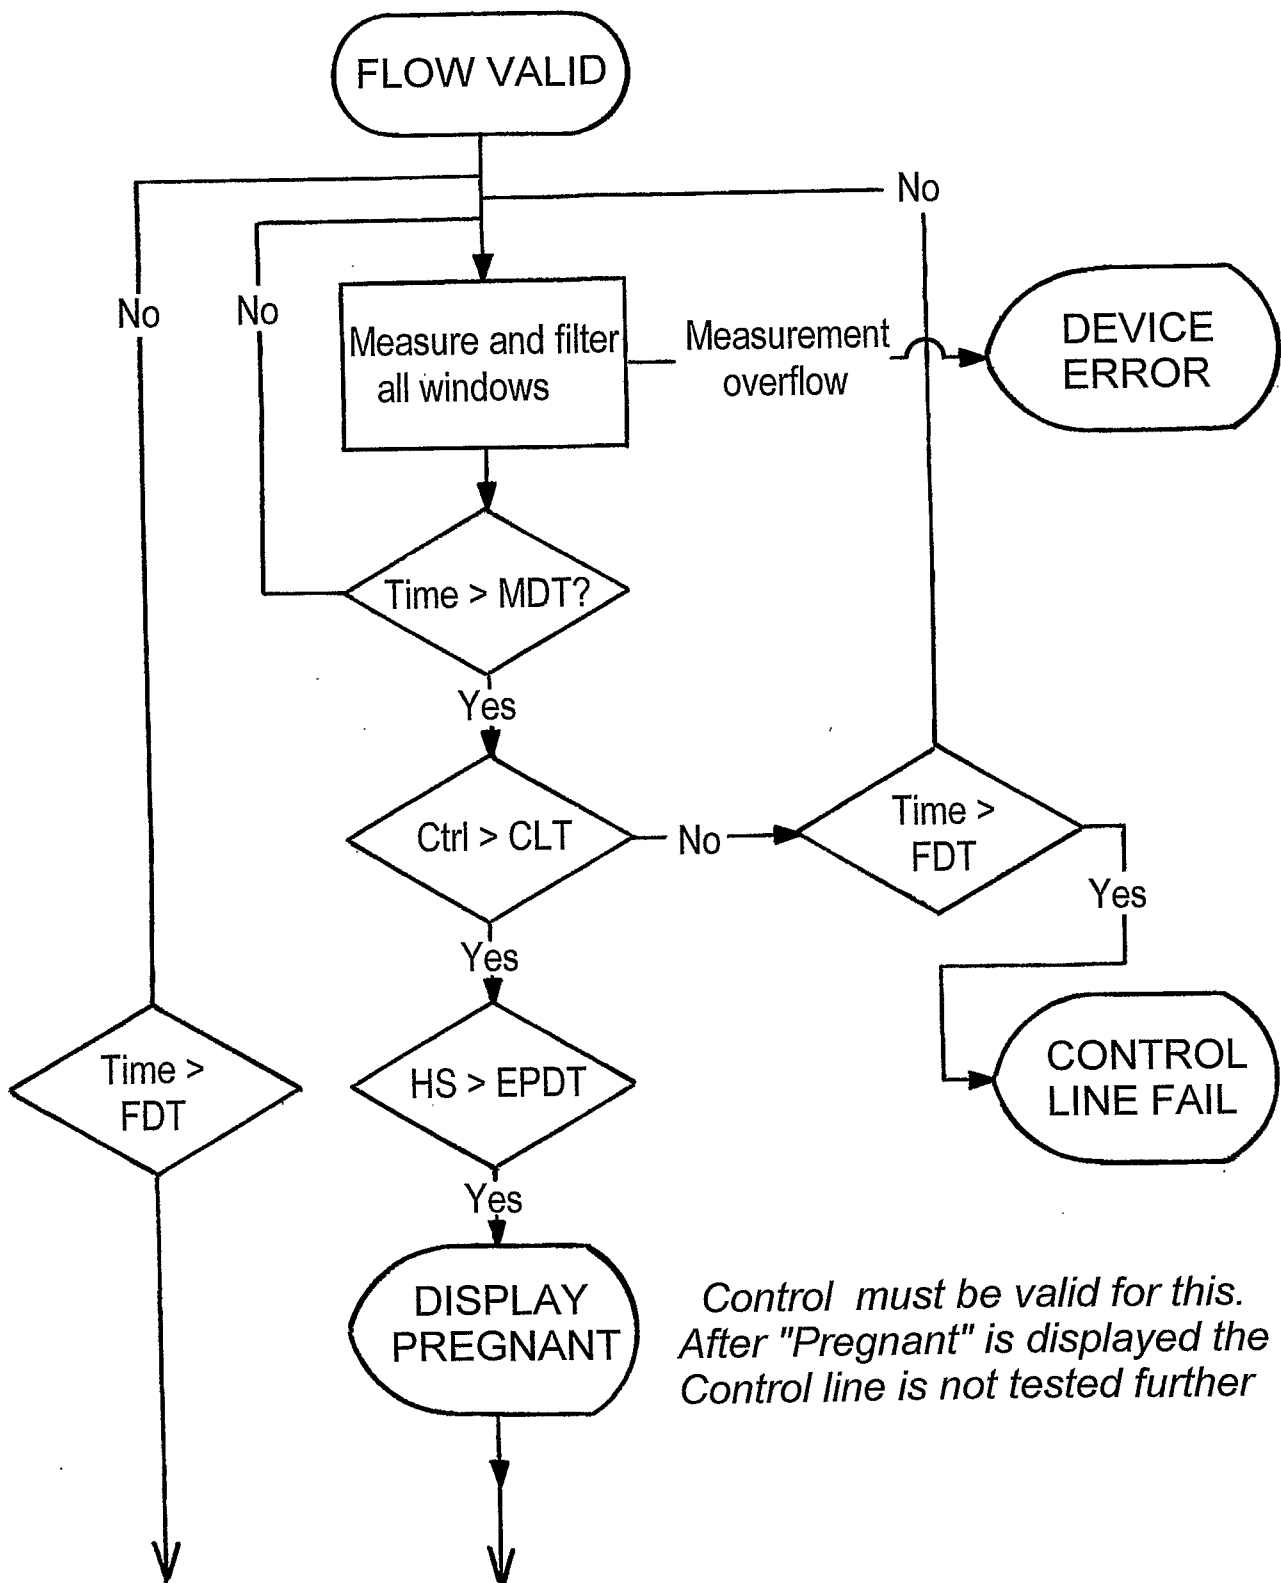 FLOW VALID
No
No
No
Measure and filter
all windows
Measurement
overflow
DEVICE
ERROR
Time > MDT?
Yes
Ctrl > CLT
No
Time >
FDT
Yes
Yes
Time >
FDT
HS > EPDT
CONTROL
LINE FAIL
Yes
DISPLAY
PREGNANT
Control must be valid for this.
After "Pregnant" is displayed the
Control line is not tested further